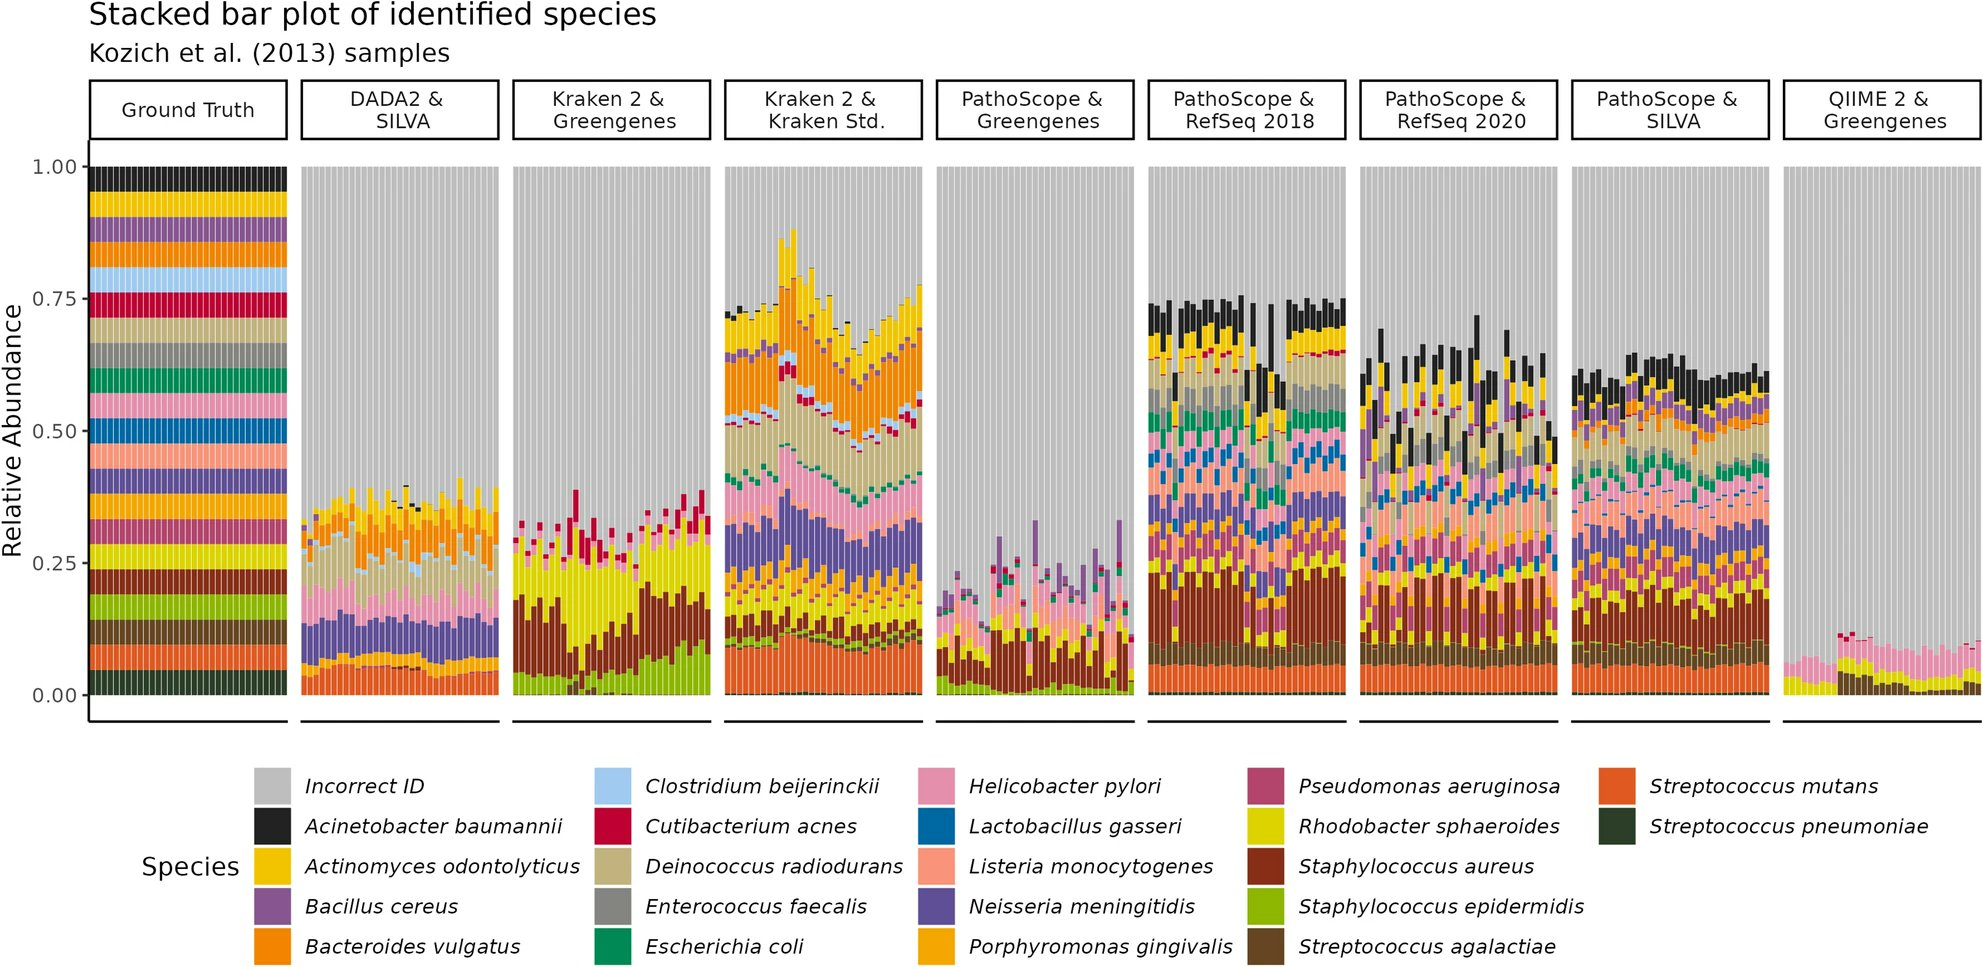 Stacked bar plot of identified species
Kozich et al. (2013) samples
Ground Truth
DADA2 &
SILVA
Kraken 2 &
Greengenes
Kraken 2 &
Kraken Std.
PathoScope &
Greengenes
PathoScope &
RefSeq 2018
PathoScope &
RefSeq 2020
PathoScope &
SILVA
QIIME 2 &
Greengenes
Relative Abundance
1.00
0.75
0.50
0.25
0.00
Species
Incorrect ID
Acinetobacter baumannii
Actinomyces odontolyticus
Bacillus cereus
Bacteroides vulgatus
Clostridium beijerinckii
Cutibacterium acnes
Deinococcus radiodurans
Enterococcus faecalis
Escherichia coli
Helicobacter pylori
Lactobacillus gasseri
Listeria monocytogenes
Neisseria meningitidis
Porphyromonas gingivalis
Pseudomonas aeruginosa
Rhodobacter sphaeroides
Staphylococcus aureus
Staphylococcus epidermidis
Streptococcus agalactiae
Streptococcus mutans
Streptococcus pneumoniae